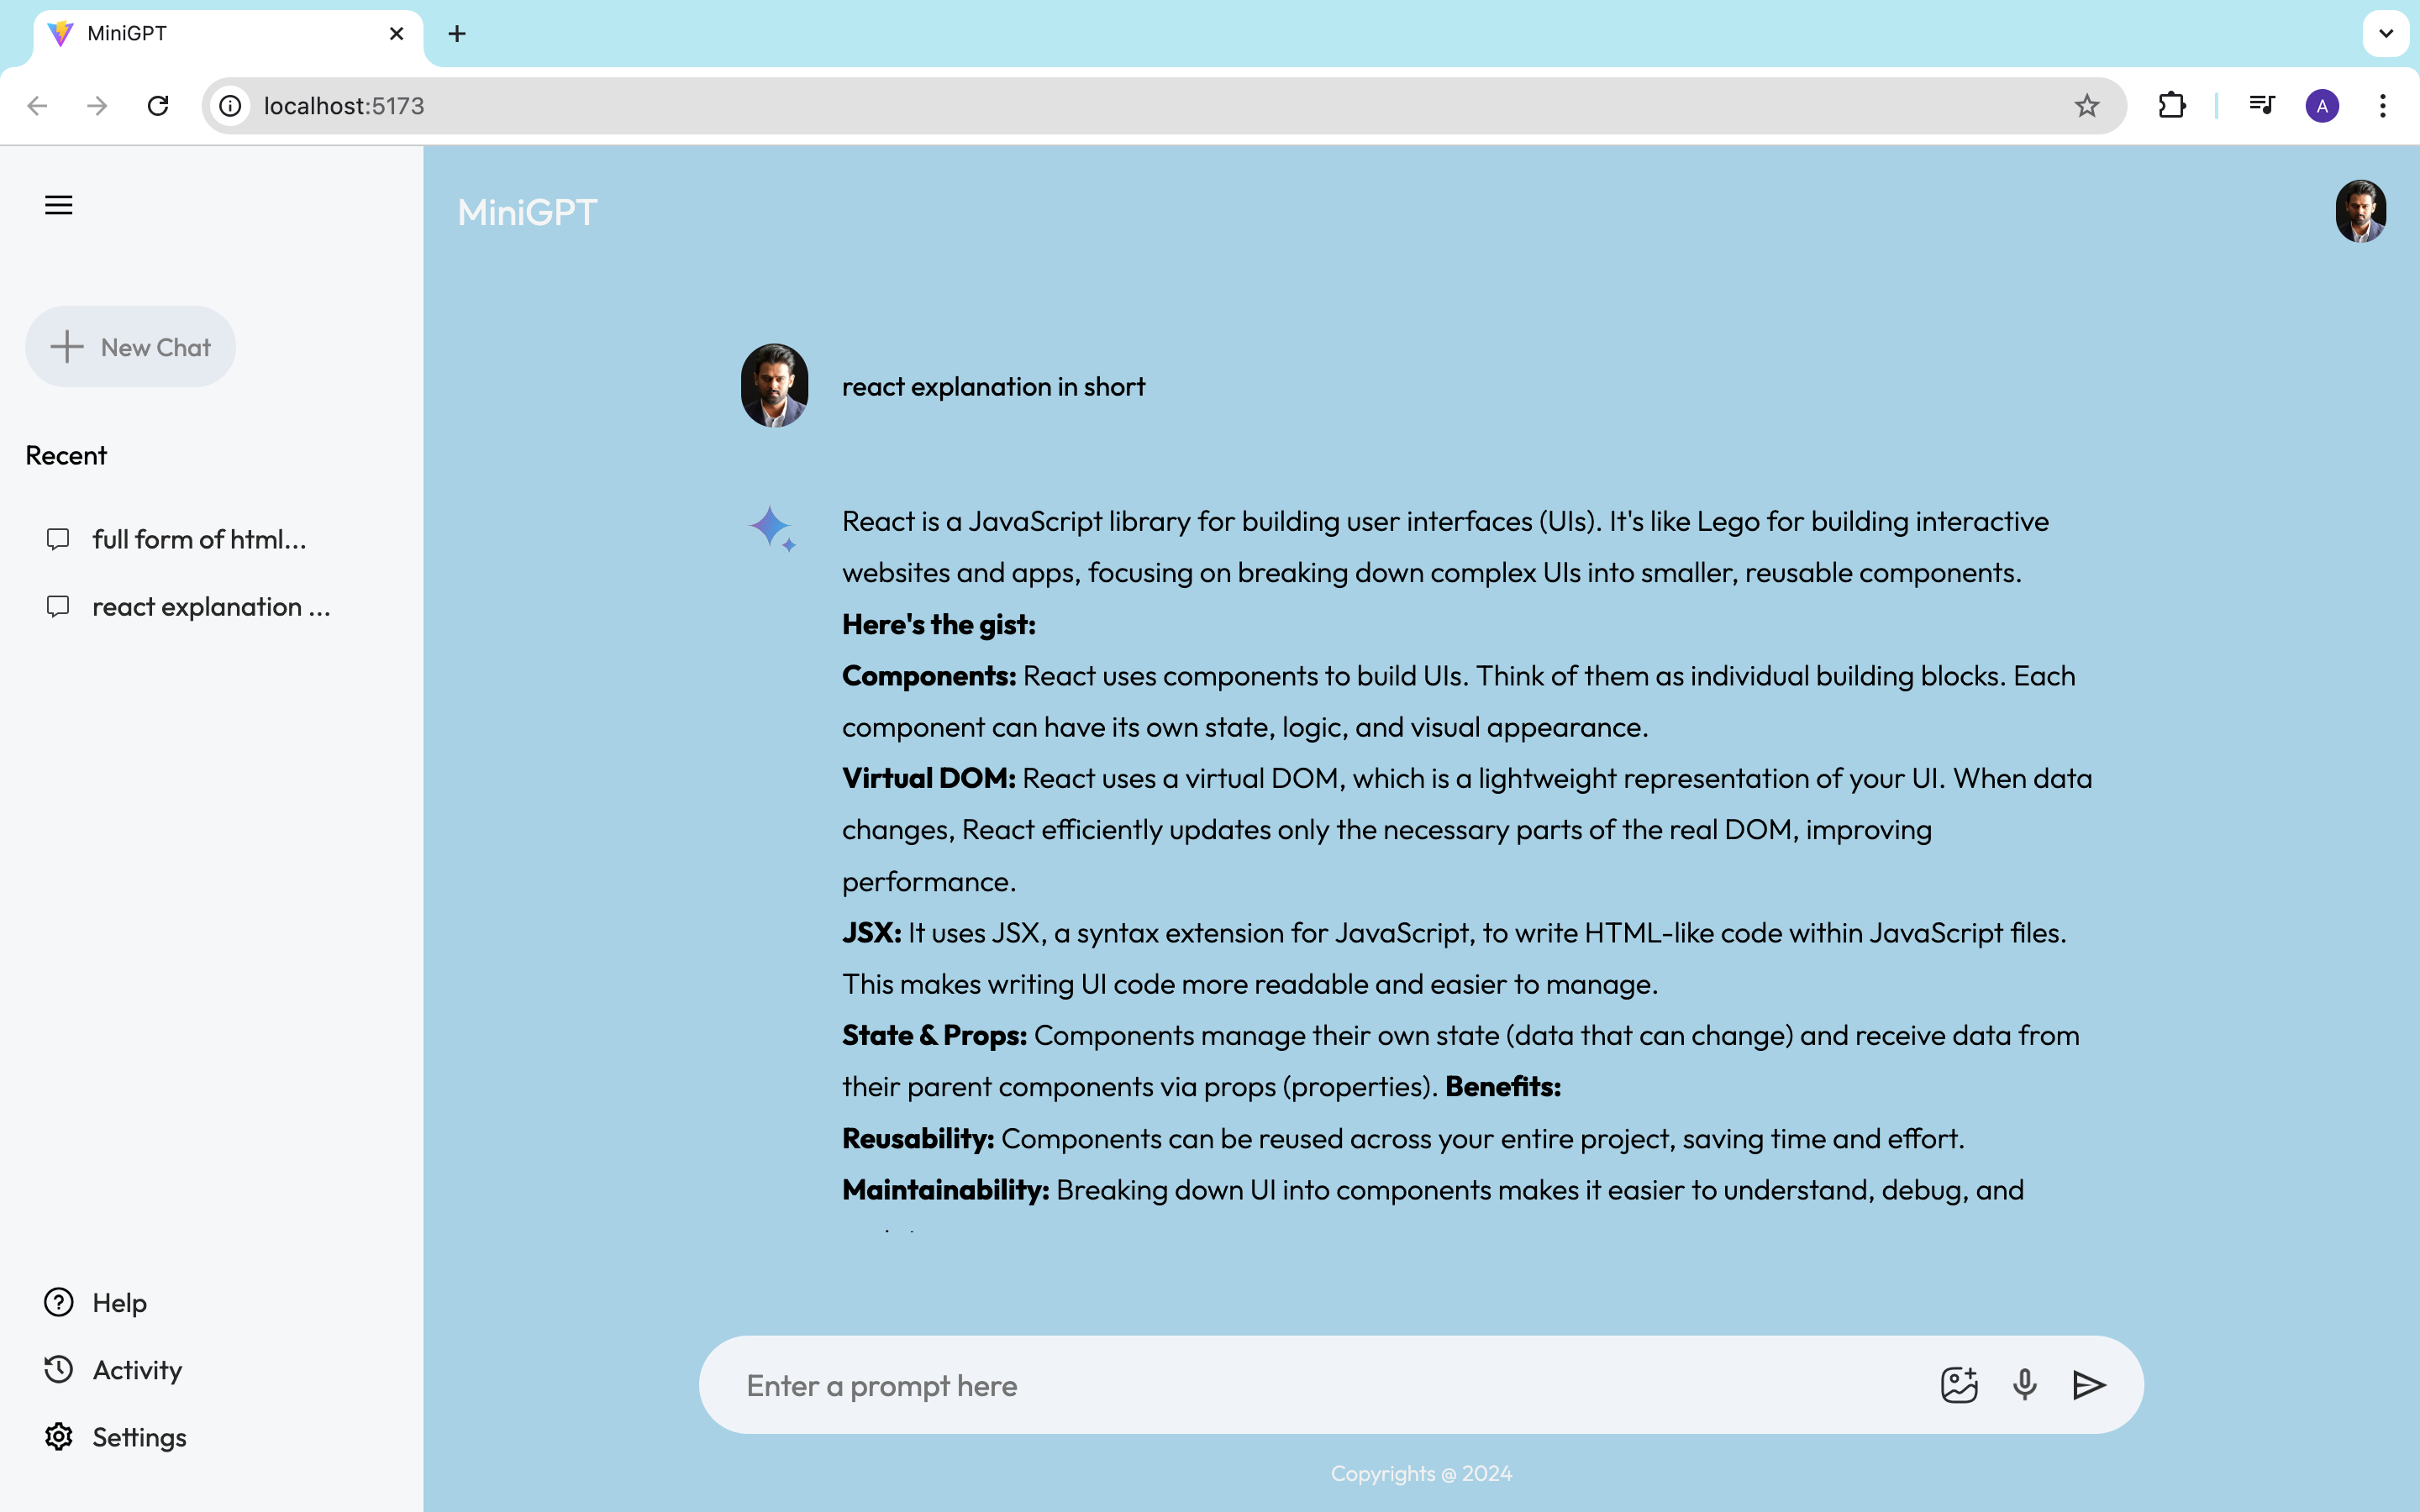 MiniGPT
localhost:5173
A
MiniGPT
New Chat
Recent
full form of html...
react explanation ...
Help
Activity
Settings
react explanation in short
React is a JavaScript library for building user interfaces (UIs). It's like Lego for building interactive
websites and apps, focusing on breaking down complex UIs into smaller, reusable components.
Here's the gist:
Components: React uses components to build UIs. Think of them as individual building blocks. Each
component can have its own state, logic, and visual appearance.
Virtual DOM: React uses a virtual DOM, which is a lightweight representation of your UI. When data
changes, React efficiently updates only the necessary parts of the real DOM, improving
performance.
JSX: It uses JSX, a syntax extension for JavaScript, to write HTML-like code within JavaScript files.
This makes writing UI code more readable and easier to manage.
State & Props: Components manage their own state (data that can change) and receive data from
their parent components via props (properties). Benefits:
Reusability: Components can be reused across your entire project, saving time and effort.
Maintainability: Breaking down UI into components makes it easier to understand, debug, and
Enter a prompt here
Copyrights @ 2024